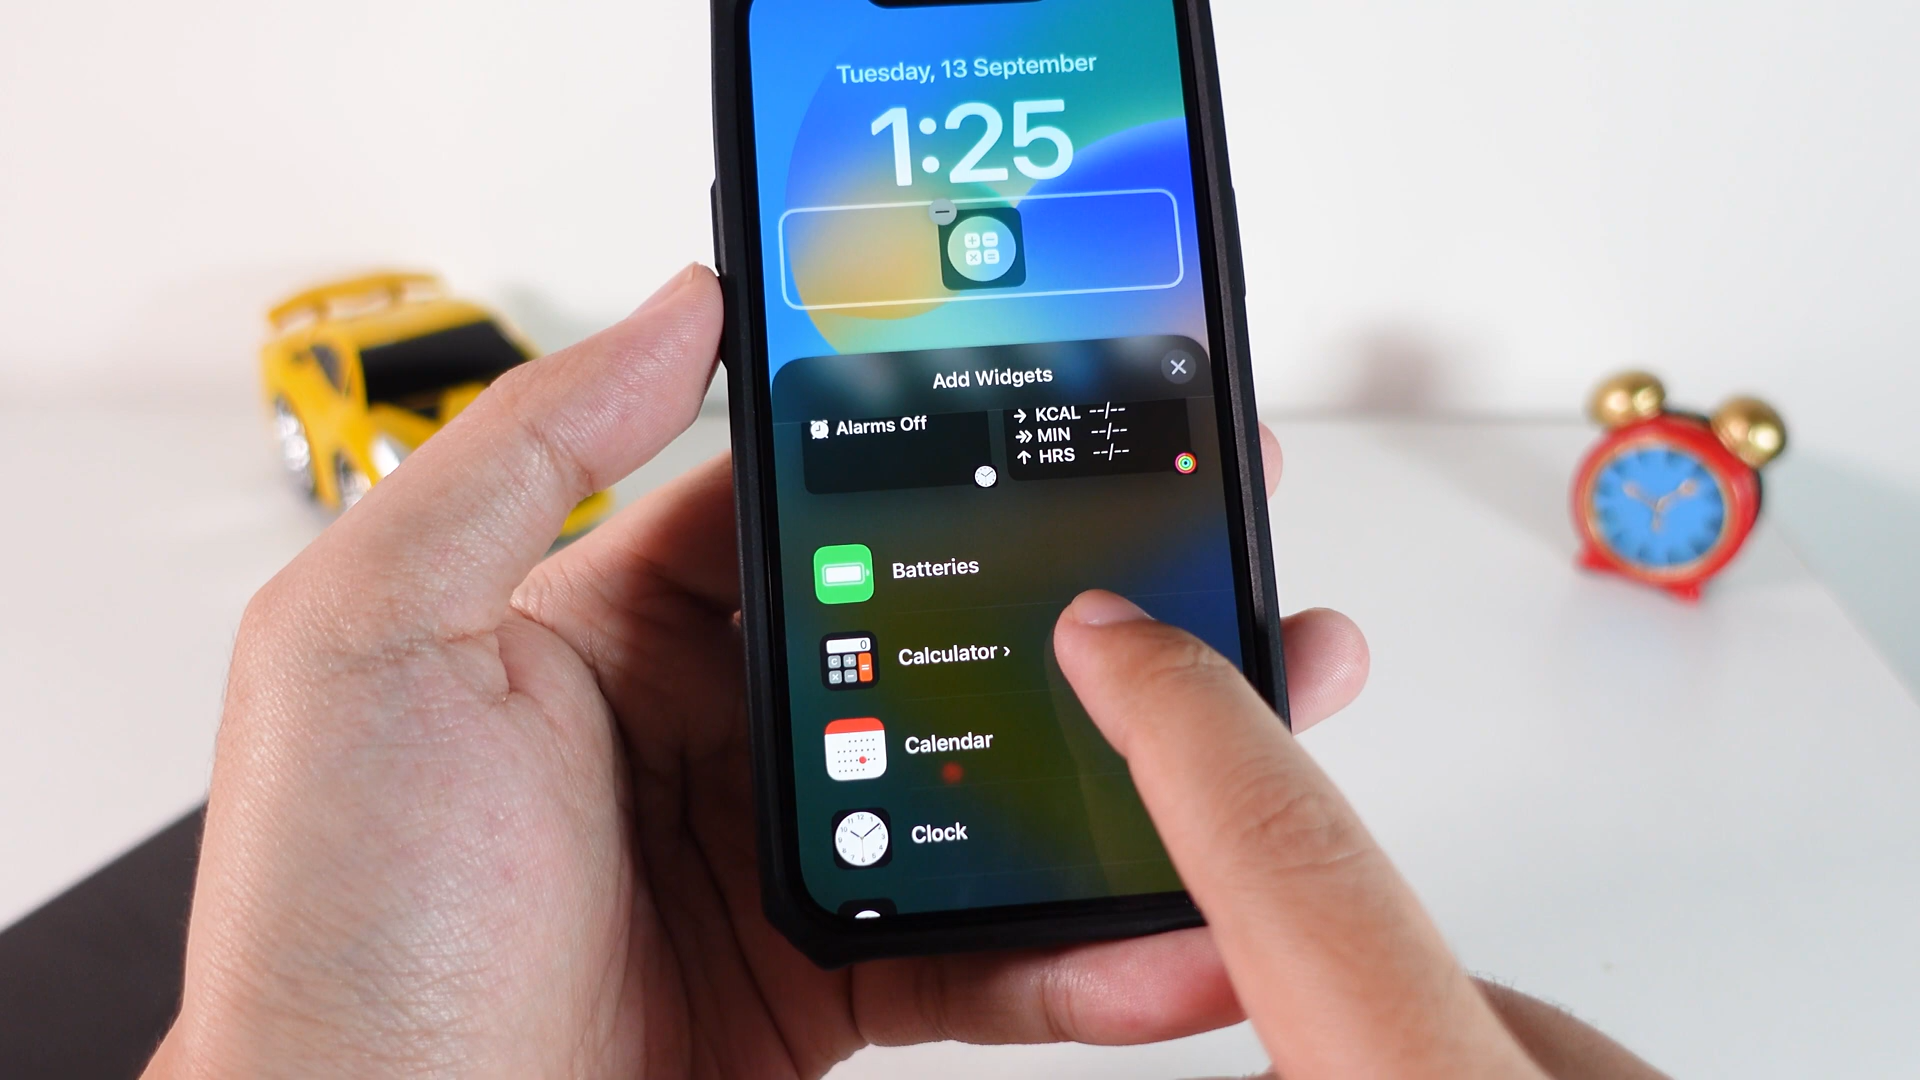 Tuesday, 13 September
1:25
Add Widgets
Alarms Off
→ KCAL --/--
MIN --/--
↑ HRS --/--
Batteries
Calculator ›
Calendar
Clock